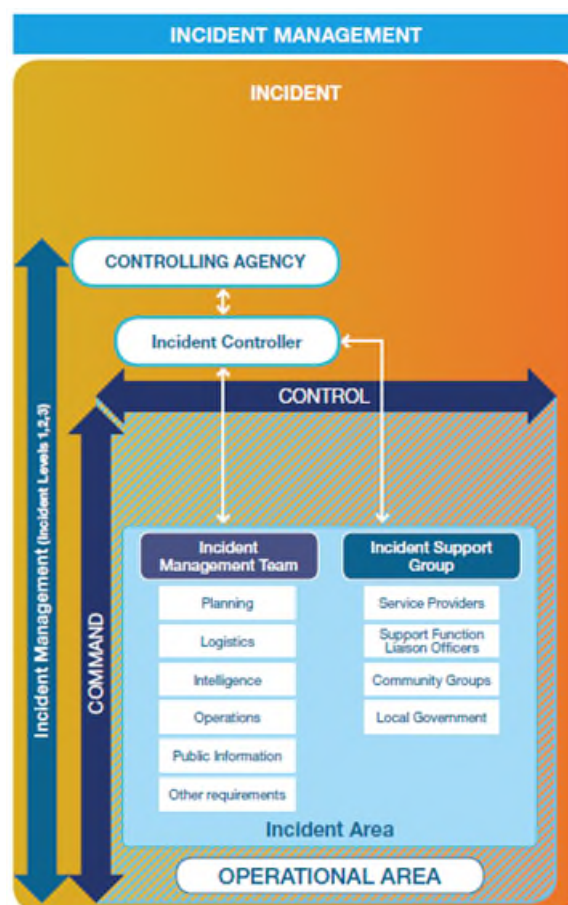 INCIDENT MANAGEMENT
INCIDENT
CONTROLLING AGENCY
Incident Controller
CONTROL
Incident Management (Incident Levels 1,2,3)
COMMAND
Incident
Management Team
Planning
Logistics
Intelligence
Operations
Public Information
Other requirements
Incident Support
Group
Service Providers
Support Function
Liaison Officers
Community Groups
Local Government
Incident Area
OPERATIONAL AREA